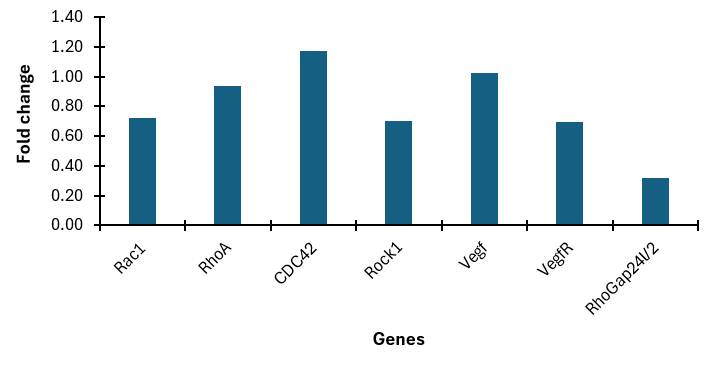 1.40
1.20
1.00
0.80
0.60
0.40
0.20
0.00
Fold change
Rac1
RhoA
CDC42
Rock1
Vegf
VegfR
RhoGap24l/2
Genes